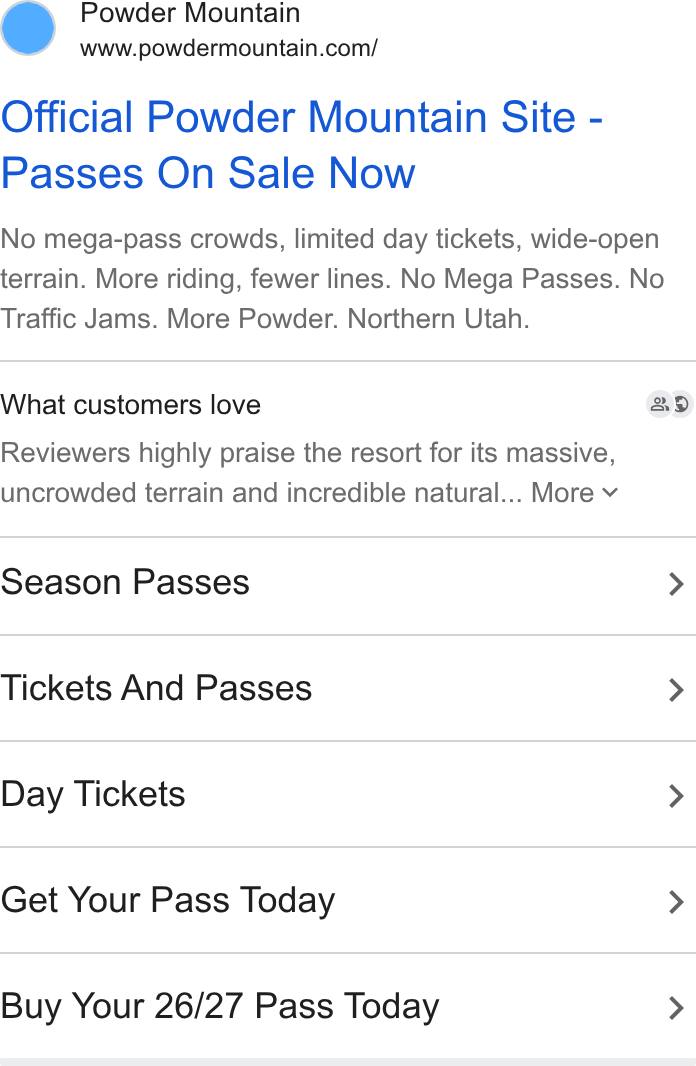 Powder Mountain
www.powdermountain.com/
Official Powder Mountain Site -
Passes On Sale Now
No mega-pass crowds, limited day tickets, wide-open
terrain. More riding, fewer lines. No Mega Passes. No
Traffic Jams. More Powder. Northern Utah.
What customers love
Reviewers highly praise the resort for its massive,
uncrowded terrain and incredible natural... More
Season Passes
Tickets And Passes
Day Tickets
Get Your Pass Today
Buy Your 26/27 Pass Today